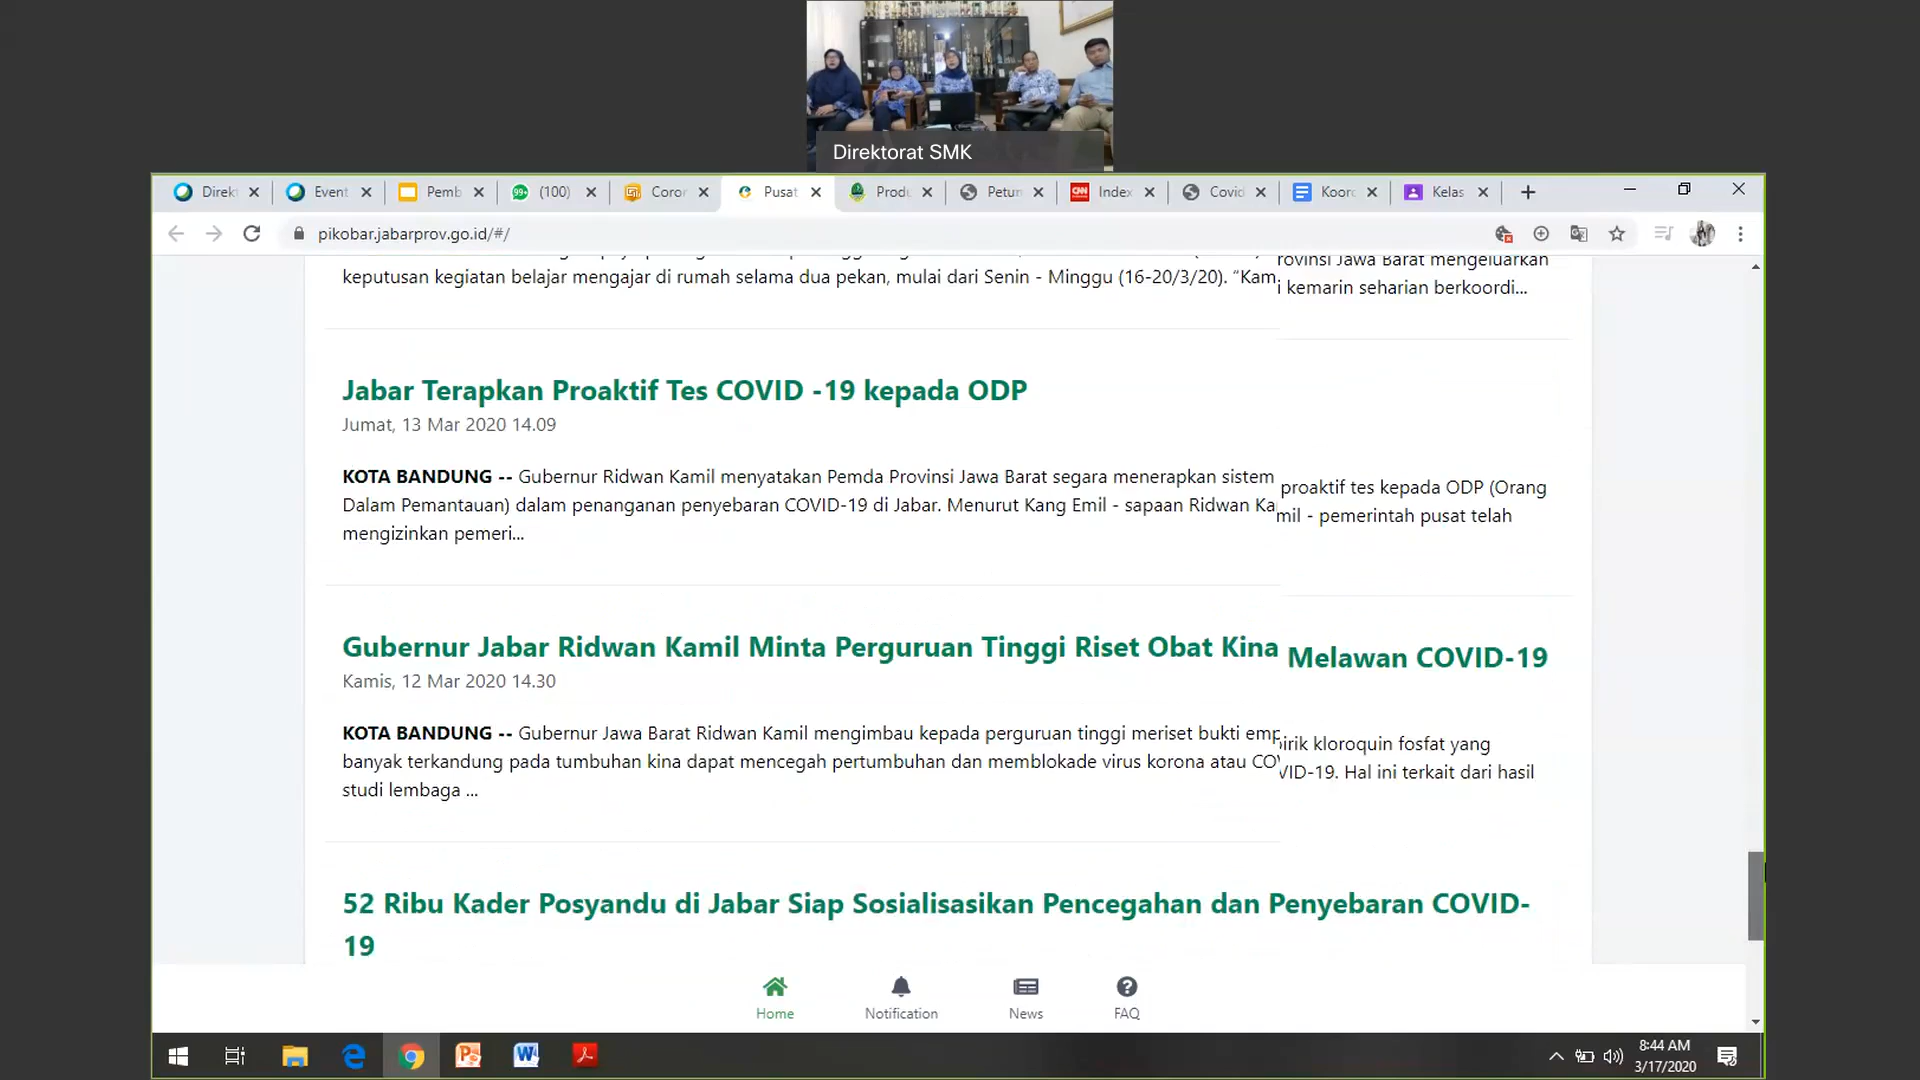 Direktorat SMK
Direk
Event
Pemb
(100)
Coror
Pusat
Produ
Petun
Index
Covid
Koord
Kelas
pikobar.jabarprov.go.id/#/
keputusan kegiatan belajar mengajar di rumah selama dua pekan, mulai dari Senin - Minggu (16-20/3/20). “Kam
rovinsi Jawa Barat mengeluarkan
i kemarin seharian berkoordi...
Jabar Terapkan Proaktif Tes COVID -19 kepada ODP
Jumat, 13 Mar 2020 14.09
KOTA BANDUNG -- Gubernur Ridwan Kamil menyatakan Pemda Provinsi Jawa Barat segara menerapkan sistem proaktif tes kepada ODP (Orang
Dalam Pemantauan) dalam penanganan penyebaran COVID-19 di Jabar. Menurut Kang Emil - sapaan Ridwan Kamil - pemerintah pusat telah
mengizinkan pemeri...
Gubernur Jabar Ridwan Kamil Minta Perguruan Tinggi Riset Obat Kina Melawan COVID-19
Kamis, 12 Mar 2020 14.30
KOTA BANDUNG -- Gubernur Jawa Barat Ridwan Kamil mengimbau kepada perguruan tinggi meriset bukti empirik kloroquin fosfat yang
banyak terkandung pada tumbuhan kina dapat mencegah pertumbuhan dan memblokade virus korona atau COVID-19. Hal ini terkait dari hasil
studi lembaga ...
52 Ribu Kader Posyandu di Jabar Siap Sosialisasikan Pencegahan dan Penyebaran COVID-
19
Home
Notification
News
FAQ
8:44 AM
3/17/2020